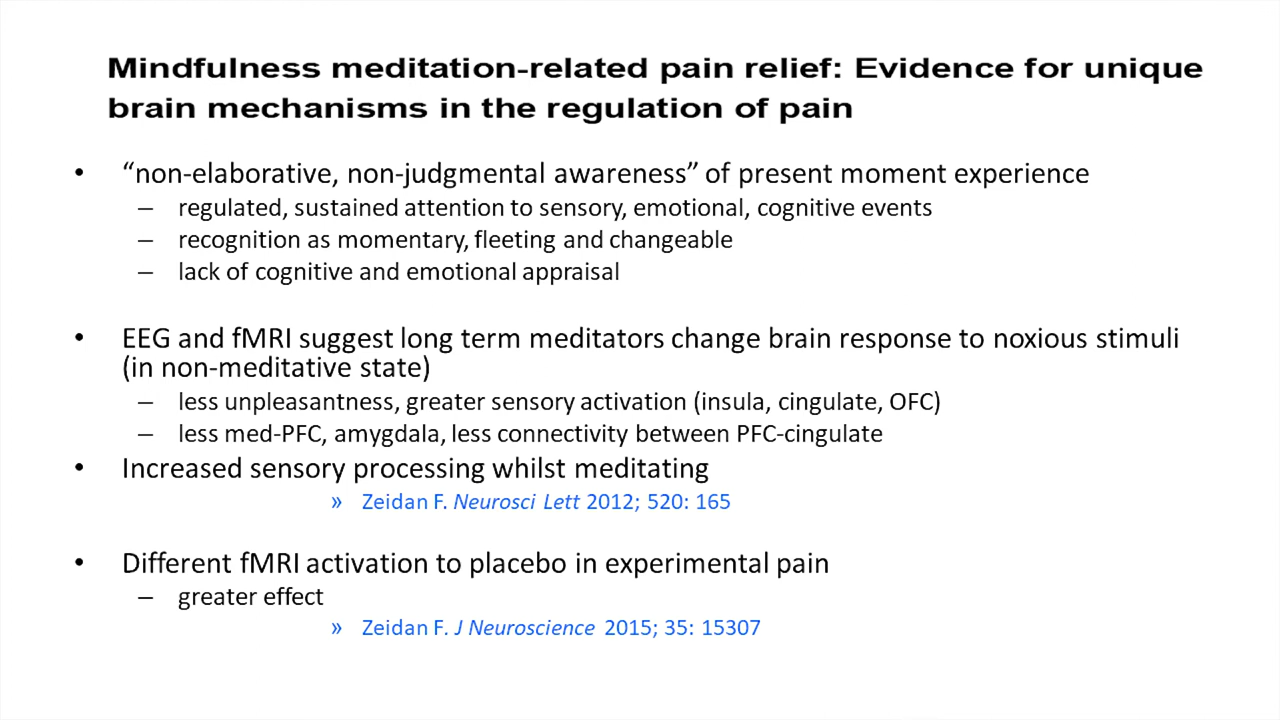 Mindfulness meditation-related pain relief: Evidence for unique
brain mechanisms in the regulation of pain
• “non-elaborative, non-judgmental awareness” of present moment experience
– regulated, sustained attention to sensory, emotional, cognitive events
– recognition as momentary, fleeting and changeable
– lack of cognitive and emotional appraisal
• EEG and fMRI suggest long term meditators change brain response to noxious stimuli
(in non-meditative state)
– less unpleasantness, greater sensory activation (insula, cingulate, OFC)
– less med-PFC, amygdala, less connectivity between PFC-cingulate
• Increased sensory processing whilst meditating
» Zeidan F. Neurosci Lett 2012; 520: 165
• Different fMRI activation to placebo in experimental pain
– greater effect
» Zeidan F. J Neuroscience 2015; 35: 15307